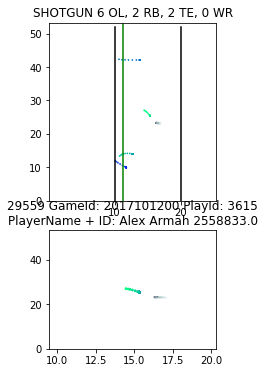 SHOTGUN 6 OL, 2 RB, 2 TE, 0 WR
50
40
30
20
10
0
10
20
29559 GameId: 2017101200 PlayId: 3615
PlayerName + ID: Alex Armah 2558833.0
40
20
0
10.0 12.5 15.0 17.5 20.0